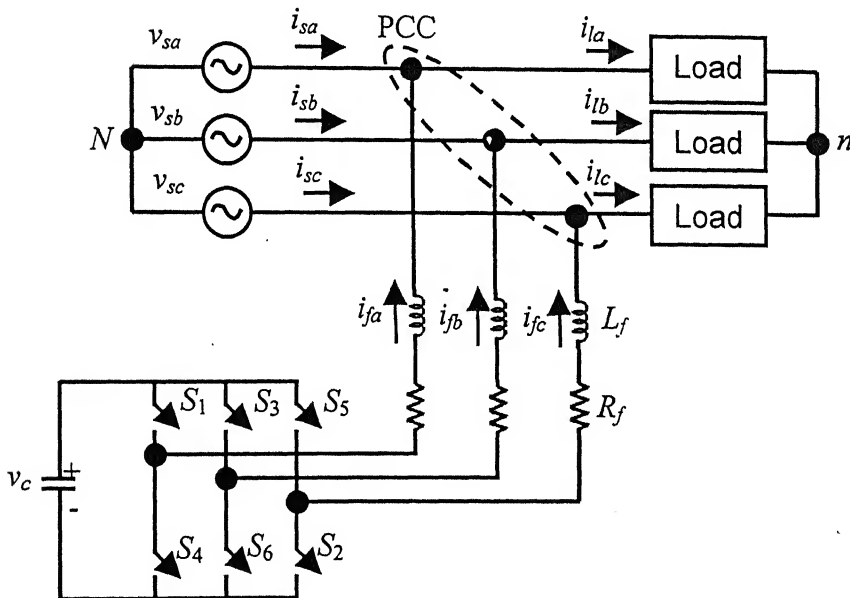 v_sa i_sa PCC i_la Load
N v_sb i_sb i_lb Load n
v_sc i_sc i_lc Load
i_fa i_fb i_fc L_f
S_1 S_3 S_5 R_f
v_c +
-
S_4 S_6 S_2